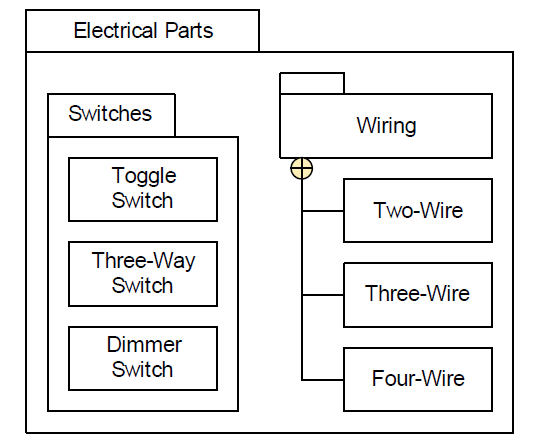 Electrical Parts
Switches
Toggle
Switch
Three-Way
Switch
Dimmer
Switch
Wiring
Two-Wire
Three-Wire
Four-Wire